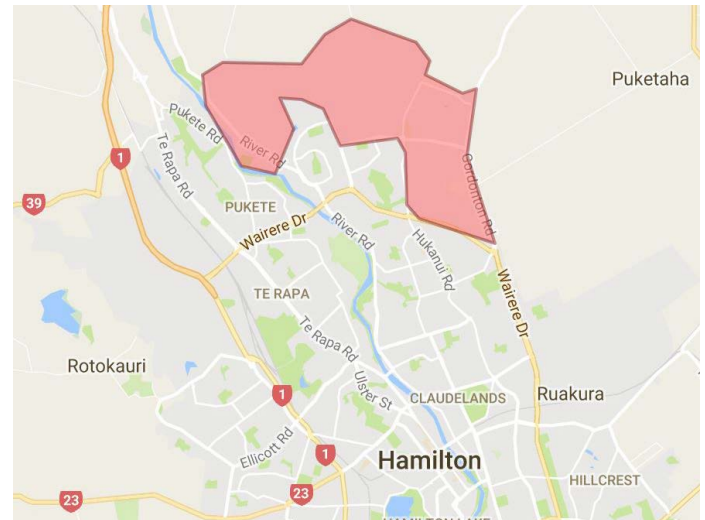 Puketaha
Pukete Rd
River Rd
Te Rapa Rd
1
Gordonton Rd
39
PUKETE
Wairere Dr
River Rd
Hukanui Rd
Wairere Dr
TE RAPA
Te Rapa Rd
Rotokauri
Ulster St
1
CLAUDELANDS
Ruakura
Ellicott Rd
1
Hamilton
HILLCREST
23
23
HAMILTON LAKE